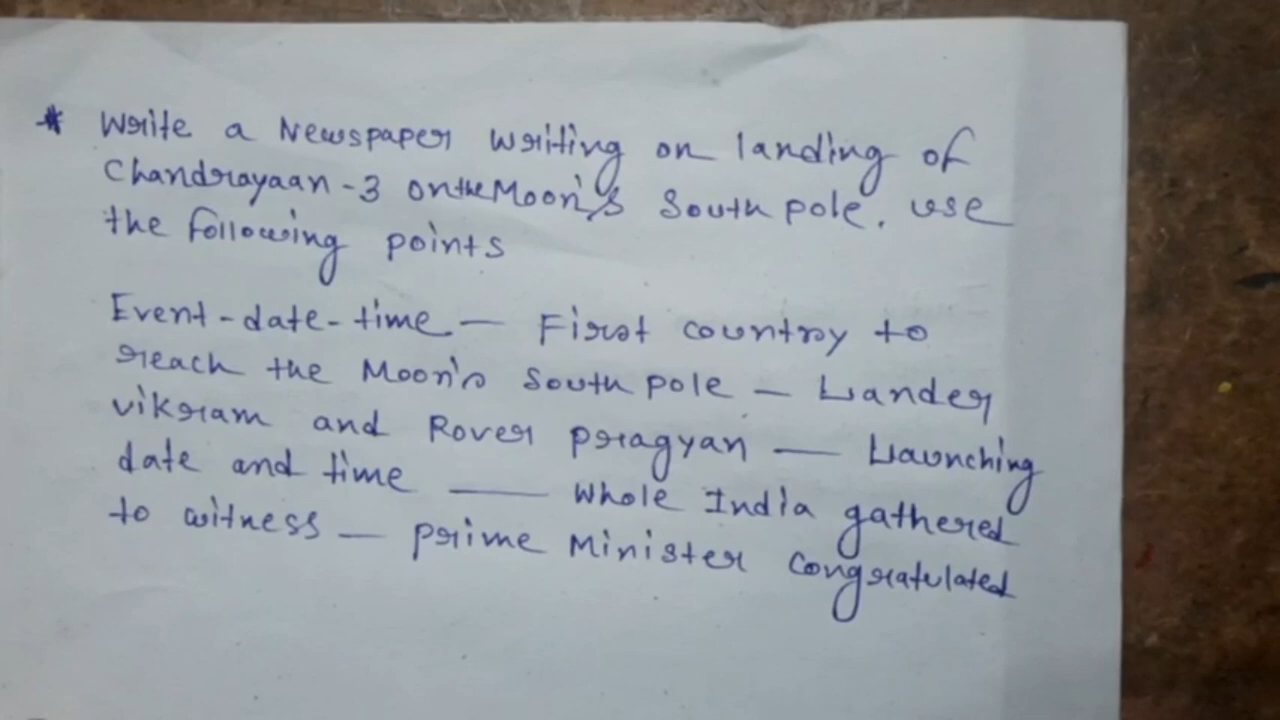 * Write a Newspaper writing on landing of
Chandrayaan-3 on the Moon's South pole. use
the following points
Event-date-time — First country to
reach the Moon's South pole — Lander
vikram and Rover pragyan — Launching
date and time — Whole India gathered
to witness — prime Minister congratulated